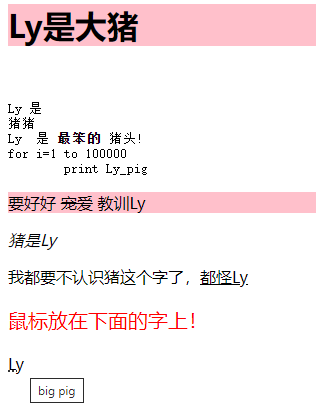 Ly是大猪
Ly 是
猪猪
Ly 是 最笨的 猪头!
for i=1 to 100000
print Ly_pig
要好好 宠爱 教训Ly
猪是Ly
我都要不认识猪这个字了，都怪Ly
鼠标放在下面的字上！
Ly
big pig